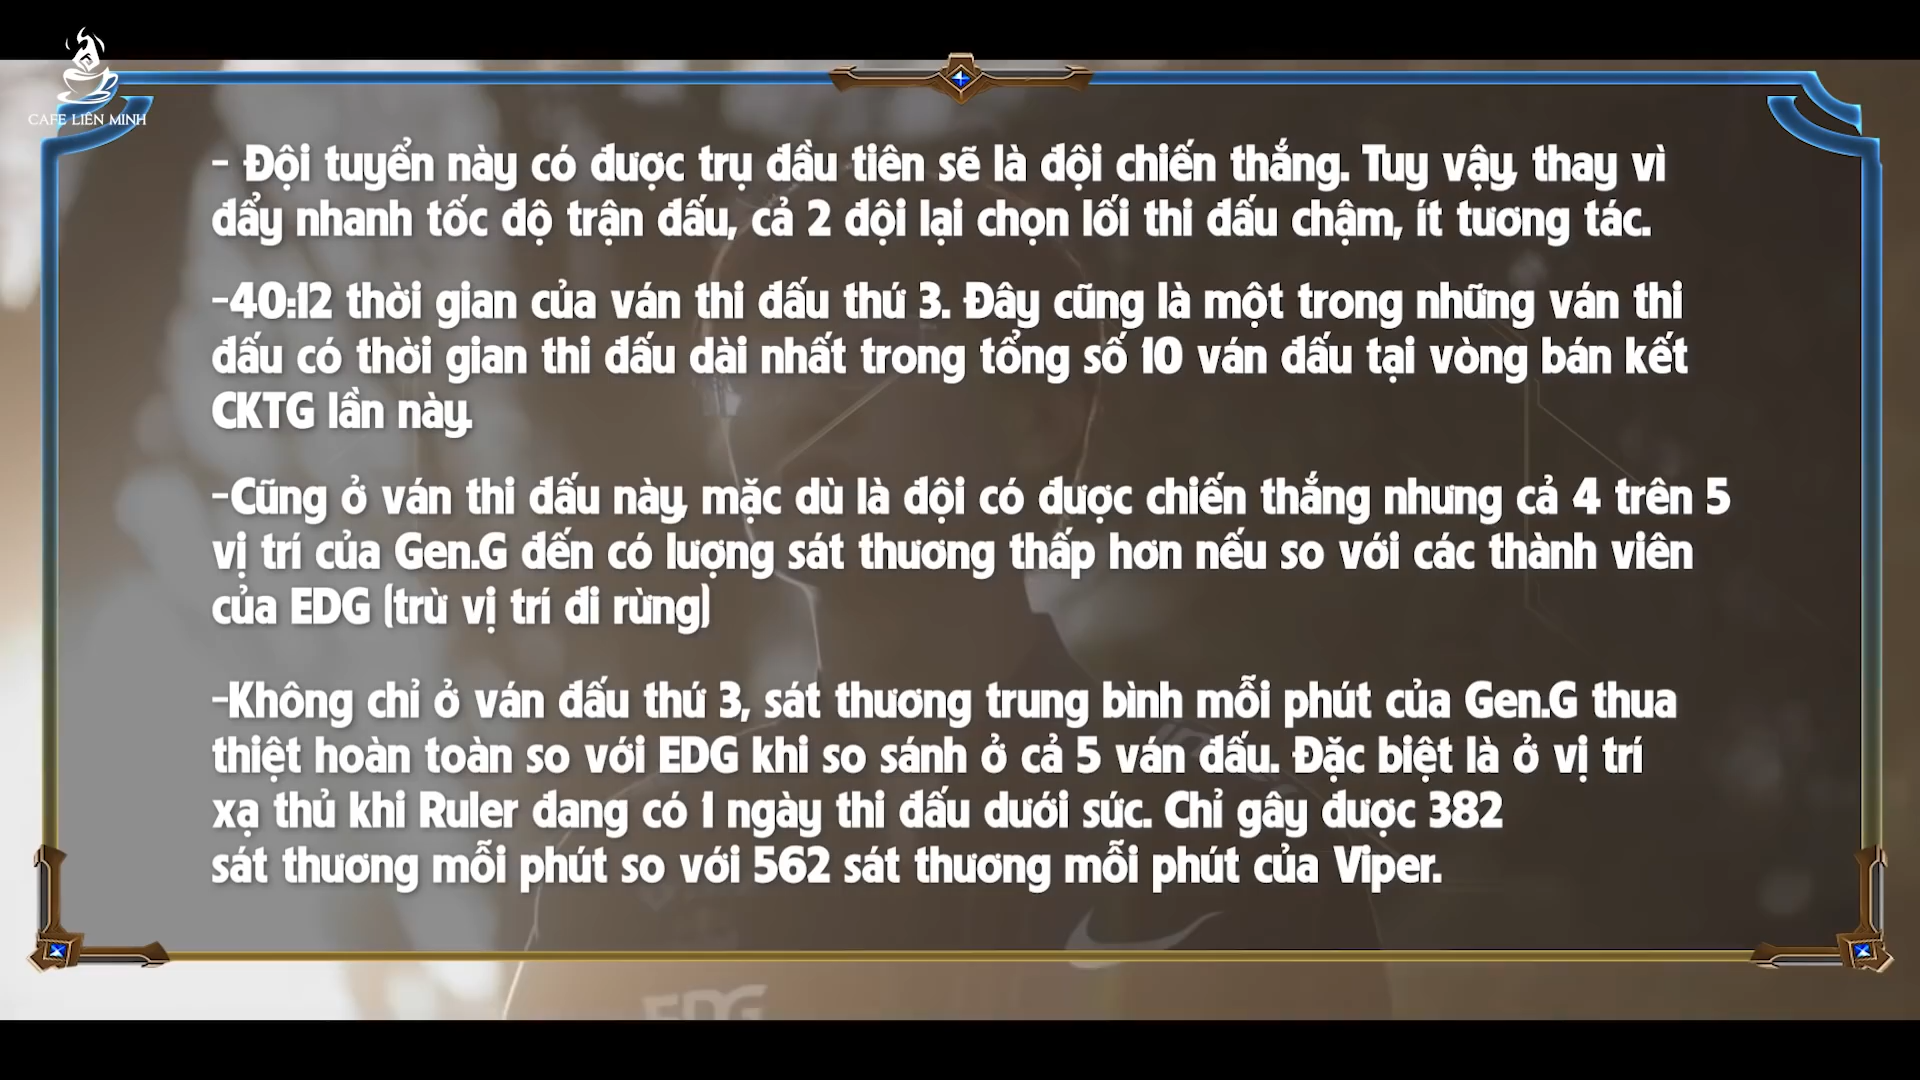 CAFE LIÊN MINH
- Đội tuyển này có được trụ đầu tiên sẽ là đội chiến thắng. Tuy vậy, thay vì
đẩy nhanh tốc độ trận đấu, cả 2 đội lại chọn lối thi đấu chậm, ít tương tác.
-40:12 thời gian của ván thi đấu thứ 3. Đây cũng là một trong những ván thi
đấu có thời gian thi đấu dài nhất trong tổng số 10 ván đấu tại vòng bán kết
CKTG lần này.
-Cũng ở ván thi đấu này, mặc dù là đội có được chiến thắng nhưng cả 4 trên 5
vị trí của Gen.G đến có lượng sát thương thấp hơn nếu so với các thành viên
của EDG (trừ vị trí đi rừng)
-Không chỉ ở ván đấu thứ 3, sát thương trung bình mỗi phút của Gen.G thua
thiệt hoàn toàn so với EDG khi so sánh ở cả 5 ván đấu. Đặc biệt là ở vị trí
xạ thủ khi Ruler đang có 1 ngày thi đấu dưới sức. Chỉ gây được 382
sát thương mỗi phút so với 562 sát thương mỗi phút của Viper.
EDG